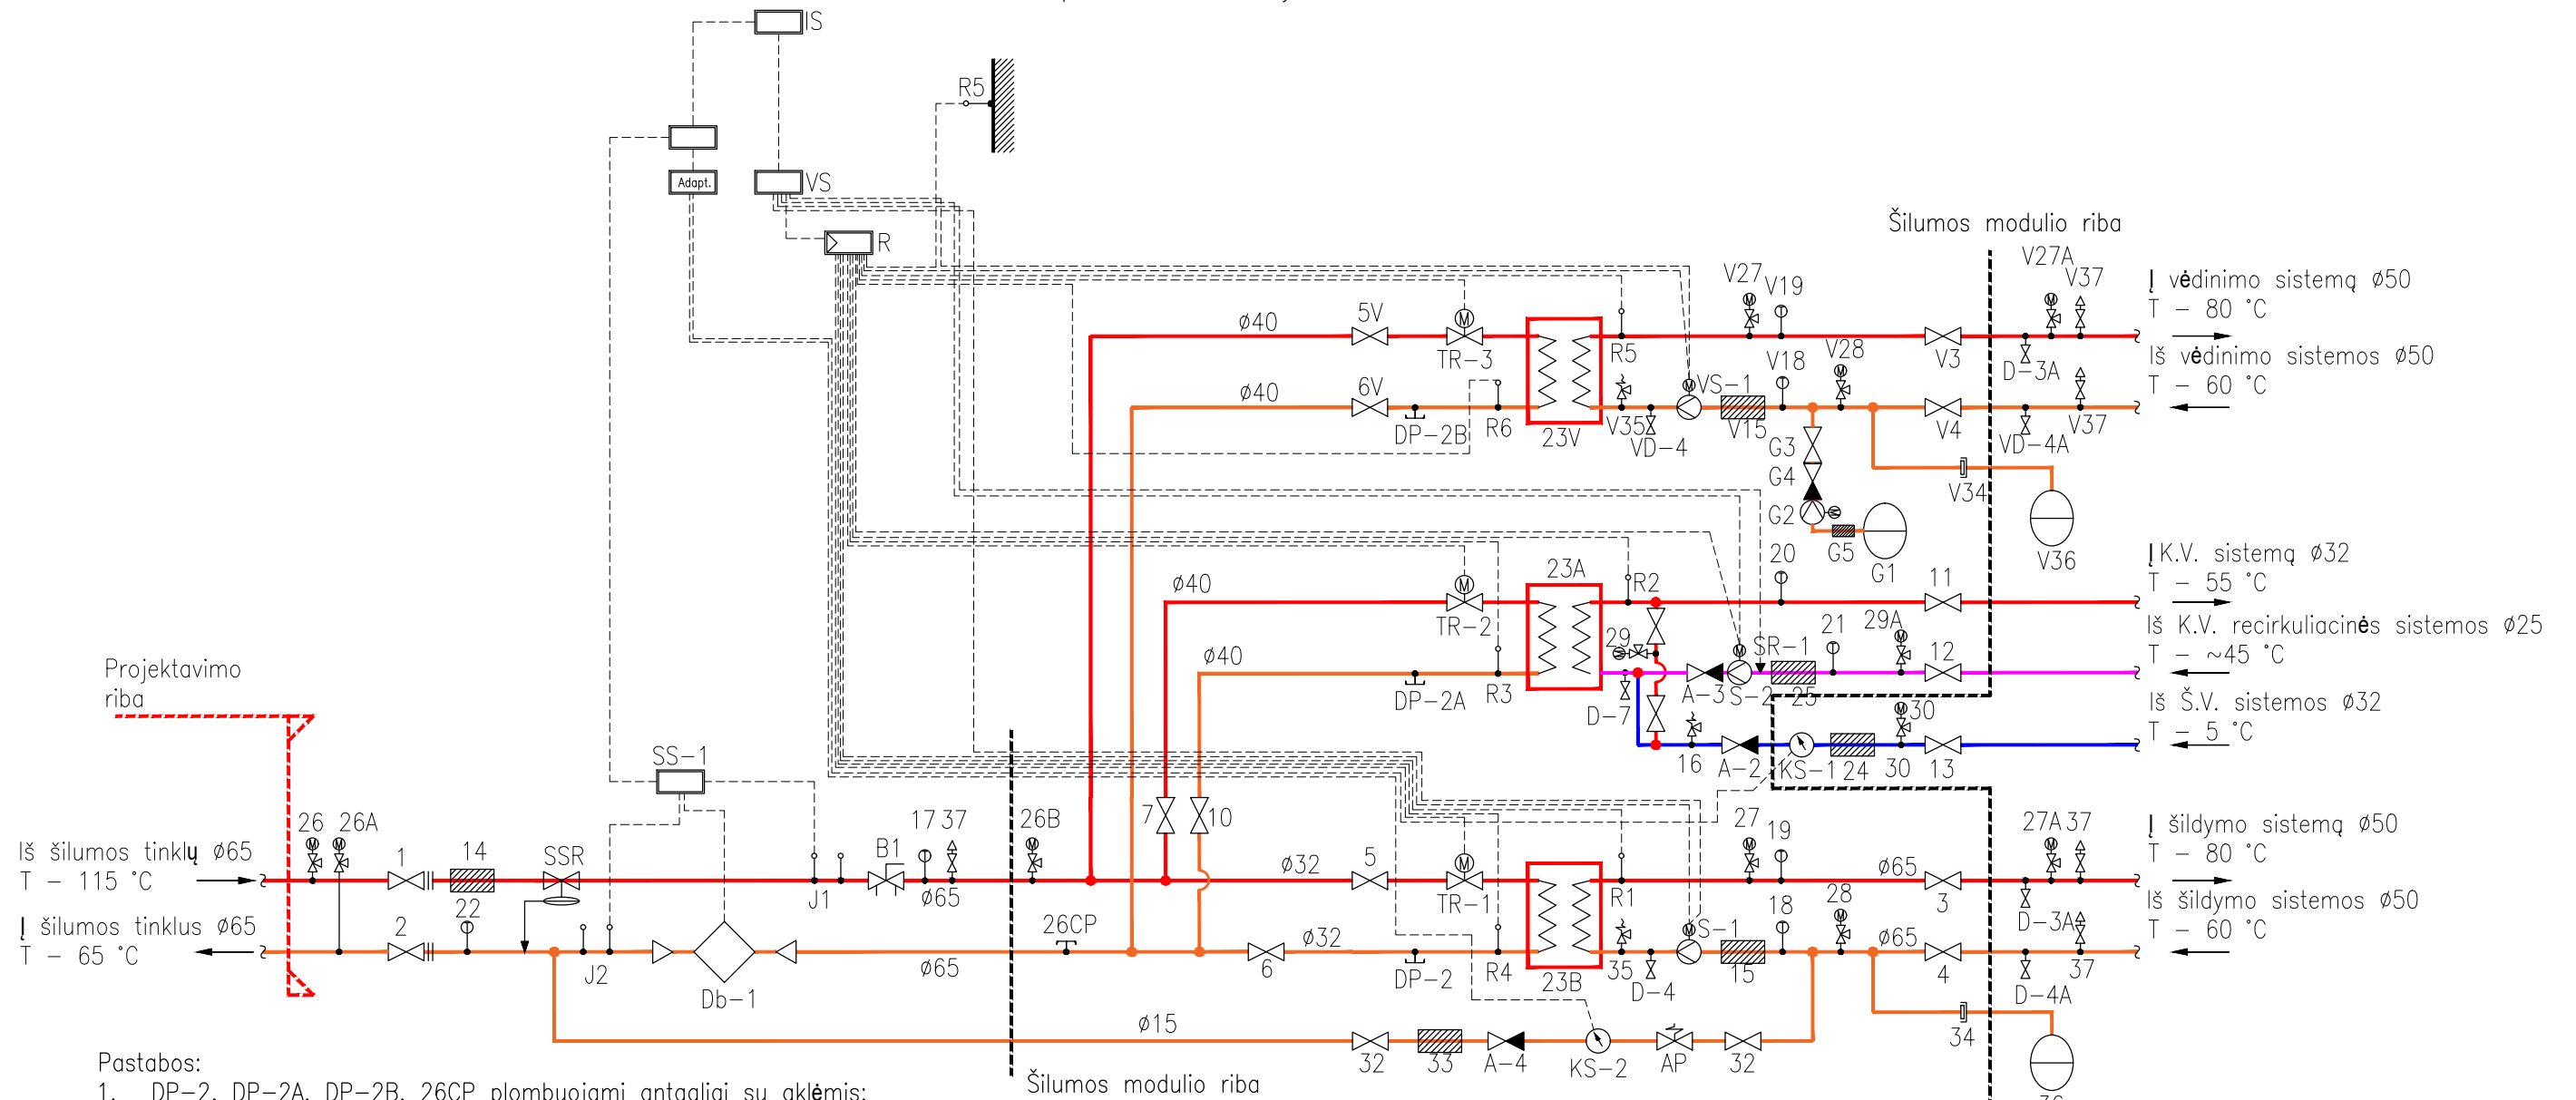 IS
R5
Adapt.
VS
R
Šilumos modulio riba
V27
V19
V27A
V37
Į vėdinimo sistemą ø50
T - 80 °C
ø40
5V
TR-3
R5
V3
D-3A
V18
V28
Iš vėdinimo sistemos ø50
T - 60 °C
ø40
6V
DP-2B
R6
23V
V35
VD-4
VS-1
V15
V4
VD-4A
V37
G3
G4
G2
G5
G1
V34
V36
23A
R2
20
11
Į K.V. sistemą ø32
T - 55 °C
ø40
TR-2
29
SR-1
21
29A
12
Iš K.V. recirkuliacinės sistemos ø25
T - ~45 °C
ø40
DP-2A
R3
D-7
A-3
S-2
25
Iš Š.V. sistemos ø32
T - 5 °C
16
A-2
KS-1
24
30
30
13
Projektavimo
riba
SS-1
26
26A
1
14
SSR
J1
B1
17
37
26B
7
10
Iš šilumos tinklų ø65
T - 115 °C
ø65
ø32
5
TR-1
R1
27
19
ø65
3
27A
37
D-3A
Į šildymo sistemą ø50
T - 80 °C
Į šilumos tinklus ø65
T - 65 °C
2
22
J2
Db-1
ø65
26CP
6
ø32
DP-2
R4
23B
35
D-4
15
18
28
ø65
4
D-4A
37
Iš šildymo sistemos ø50
T - 60 °C
ø15
32
33
A-4
KS-2
AP
32
34
36
Šilumos modulio riba
Pastabos:
1. DP-2, DP-2A, DP-2B, 26CP plombuojami antgaliai su aklėmis;